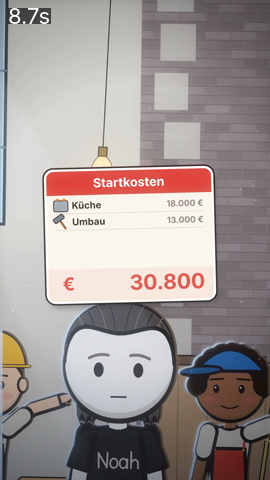 8.7s
Startkosten
Küche 18.000 €
Umbau 13.000 €
€ 30.800
Noah